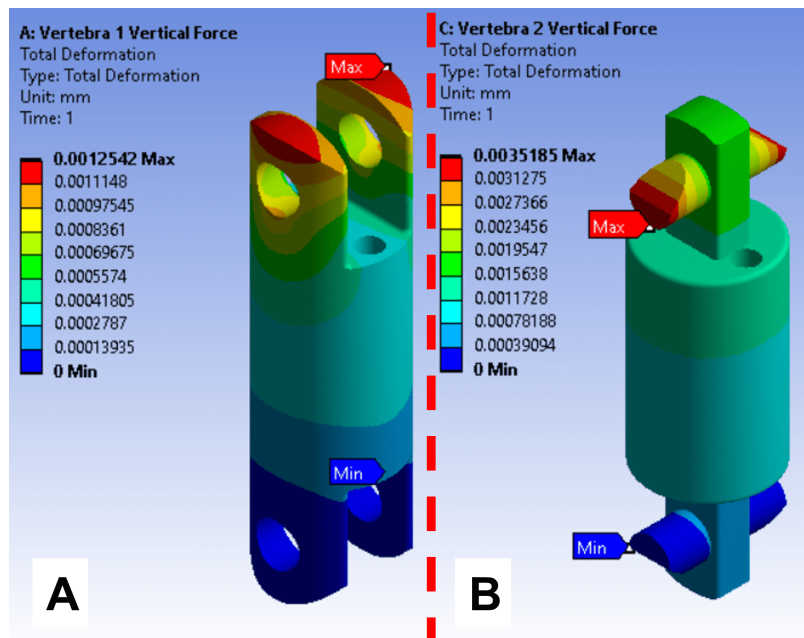 A: Vertebra 1 Vertical Force
Total Deformation
Type: Total Deformation
Unit: mm
Time: 1
0.0012542 Max
0.0011148
0.00097545
0.0008361
0.00069675
0.0005574
0.00041805
0.0002787
0.00013935
0 Min
Max
Min
A
C: Vertebra 2 Vertical Force
Total Deformation
Type: Total Deformation
Unit: mm
Time: 1
0.0035185 Max
0.0031275
0.0027366
0.0023456
0.0019547
0.0015638
0.0011728
0.00078188
0.00039094
0 Min
Max
Min
B